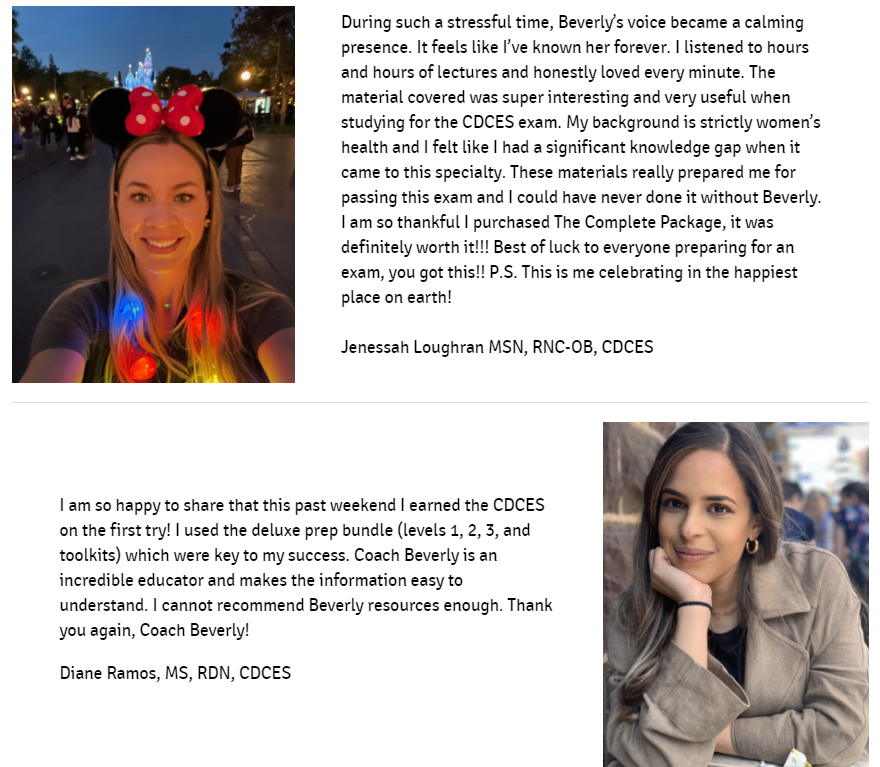 During such a stressful time, Beverly’s voice became a calming
presence. It feels like I’ve known her forever. I listened to hours
and hours of lectures and honestly loved every minute. The
material covered was super interesting and very useful when
studying for the CDCES exam. My background is strictly women’s
health and I felt like I had a significant knowledge gap when it
came to this specialty. These materials really prepared me for
passing this exam and I could have never done it without Beverly.
I am so thankful I purchased The Complete Package, it was
definitely worth it!!! Best of luck to everyone preparing for an
exam, you got this!! P.S. This is me celebrating in the happiest
place on earth!
Jenessah Loughran MSN, RNC-OB, CDCES
I am so happy to share that this past weekend I earned the CDCES
on the first try! I used the deluxe prep bundle (levels 1, 2, 3, and
toolkits) which were key to my success. Coach Beverly is an
incredible educator and makes the information easy to
understand. I cannot recommend Beverly resources enough. Thank
you again, Coach Beverly!
Diane Ramos, MS, RDN, CDCES